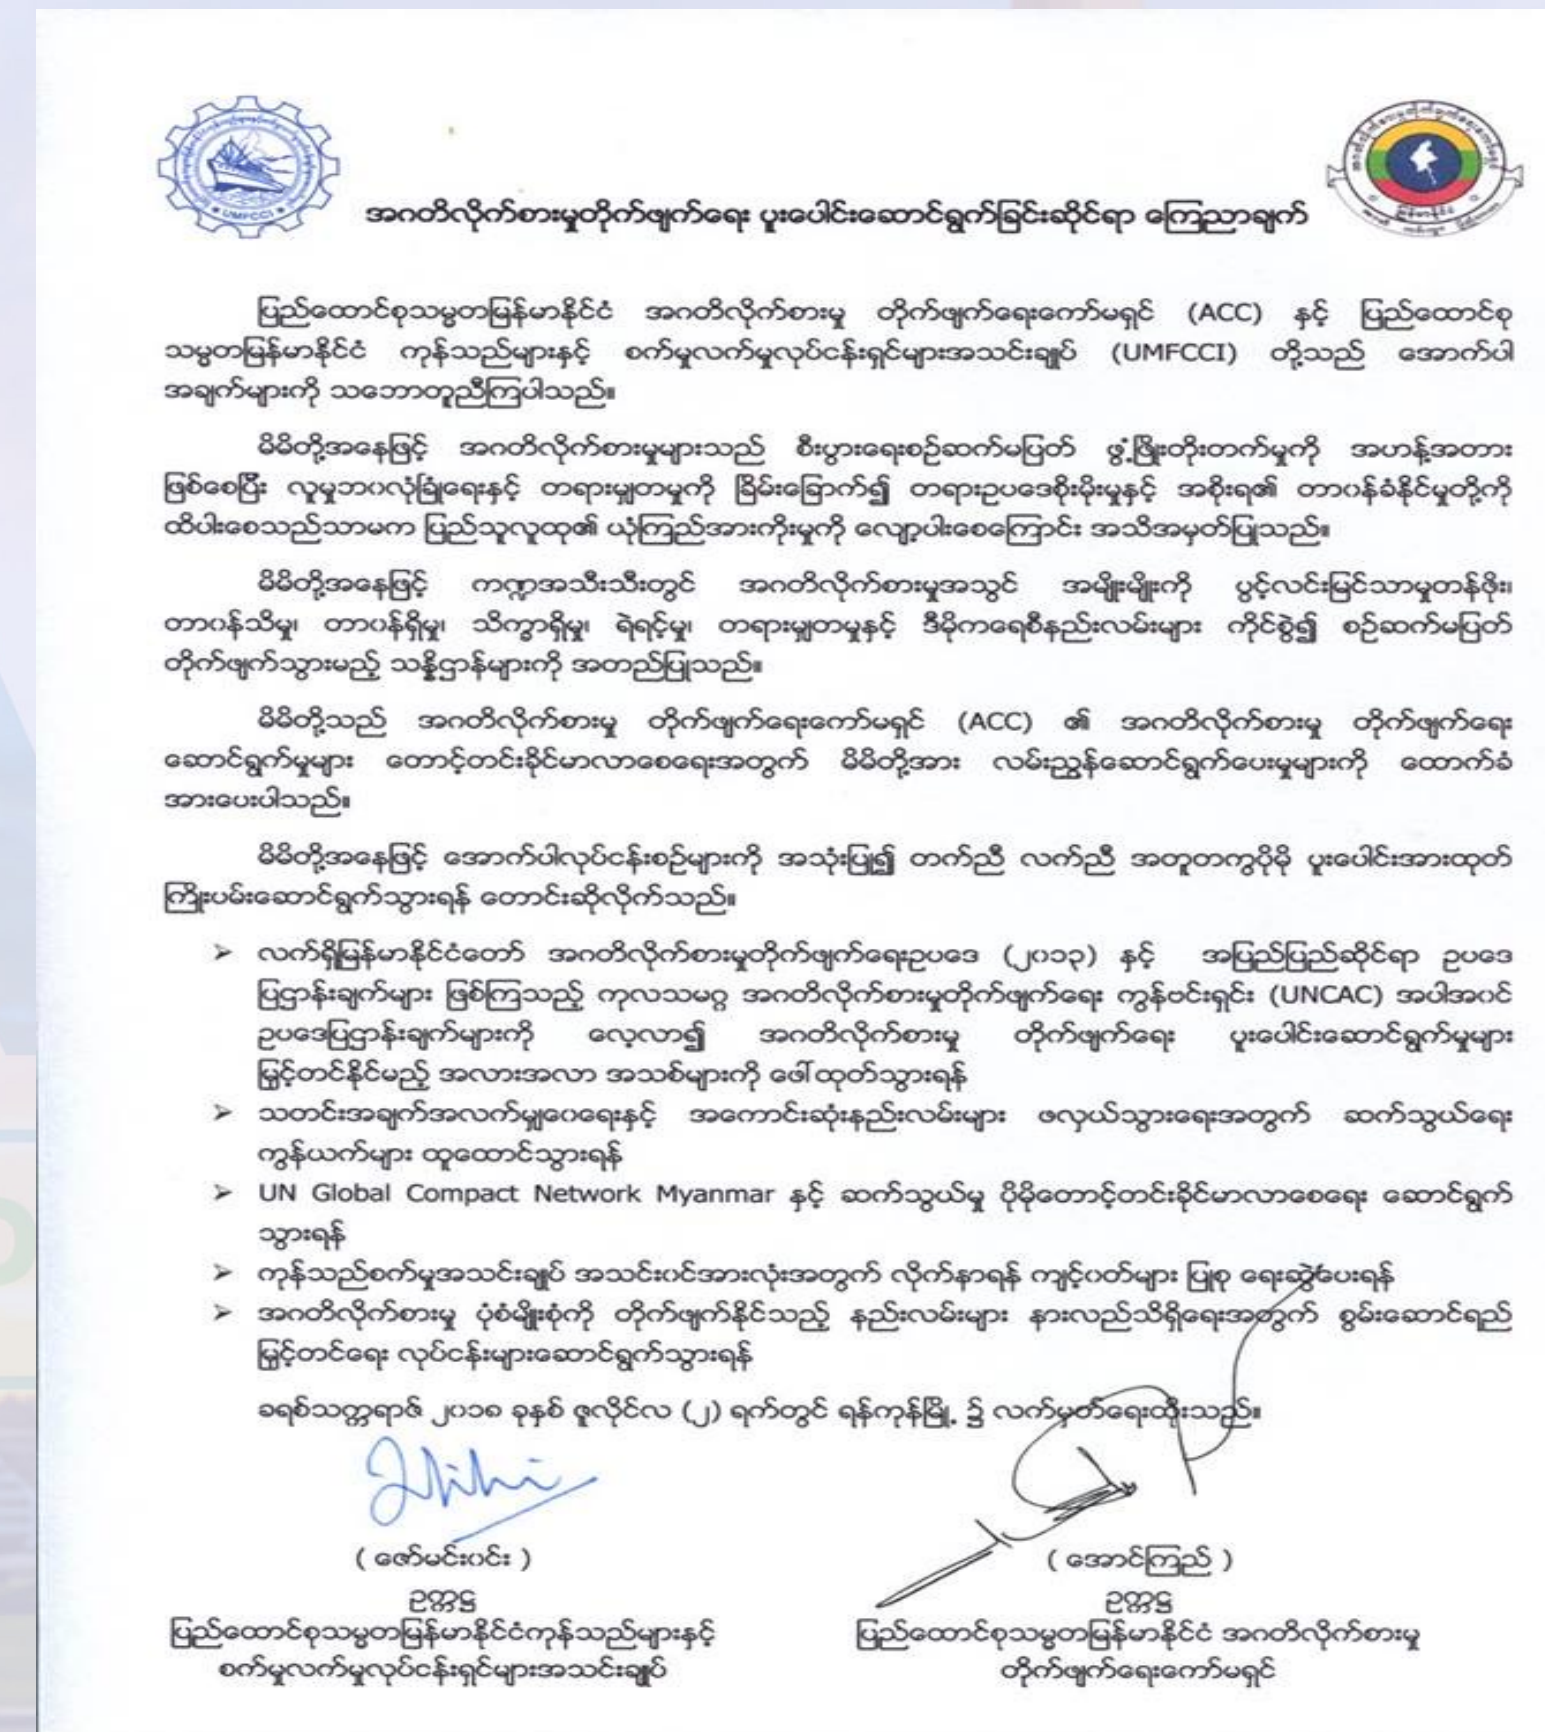 UMFCCI
အဂတိလိုက်စားမှုတိုက်ဖျက်ရေး ပူးပေါင်းဆောင်ရွက်ခြင်းဆိုင်ရာ ကြေညာချက်
ပြည်ထောင်စုသမ္မတမြန်မာနိုင်ငံ အဂတိလိုက်စားမှု တိုက်ဖျက်ရေးကော်မရှင် (ACC) နှင့် ပြည်ထောင်စု
သမ္မတမြန်မာနိုင်ငံ ကုန်သည်များနှင့် စက်မှုလက်မှုလုပ်ငန်းရှင်များအသင်းချုပ် (UMFCCI) တို့သည် အောက်ပါ
အချက်များကို သဘောတူညီကြပါသည်။
မိမိတို့အနေဖြင့် အဂတိလိုက်စားမှုများသည် စီးပွားရေးစဉ်ဆက်မပြတ် ဖွံ့ဖြိုးတိုးတက်မှုကို အဟန့်အတား
ဖြစ်စေပြီး လူမှုဘဝလုံခြုံရေးနှင့် တရားမျှတမှုကို ခြိမ်းခြောက်၍ တရားဥပဒေစိုးမိုးမှုနှင့် အစိုးရ၏ တာဝန်ခံနိုင်မှုတို့ကို
ထိပါးစေသည်သာမက ပြည်သူလူထု၏ ယုံကြည်အားကိုးမှုကို လျော့ပါးစေကြောင်း အသိအမှတ်ပြုသည်။
မိမိတို့အနေဖြင့် ကဏ္ဍအသီးသီးတွင် အဂတိလိုက်စားမှုအသွင် အမျိုးမျိုးကို ပွင့်လင်းမြင်သာမှုတန်ဖိုး၊
တာဝန်သိမှု၊ တာဝန်ရှိမှု၊ သိက္ခာရှိမှု၊ ရဲရင့်မှု၊ တရားမျှတမှုနှင့် ဒီမိုကရေစီနည်းလမ်းများ ကိုင်စွဲ၍ စဉ်ဆက်မပြတ်
တိုက်ဖျက်သွားမည့် သန္နိဌာန်များကို အတည်ပြုသည်။
မိမိတို့သည် အဂတိလိုက်စားမှု တိုက်ဖျက်ရေးကော်မရှင် (ACC) ၏ အဂတိလိုက်စားမှု တိုက်ဖျက်ရေး
ဆောင်ရွက်မှုများ တောင့်တင်းခိုင်မာလာစေရေးအတွက် မိမိတို့အား လမ်းညွှန်ဆောင်ရွက်ပေးမှုများကို ထောက်ခံ
အားပေးပါသည်။
မိမိတို့အနေဖြင့် အောက်ပါလုပ်ငန်းစဉ်များကို အသုံးပြု၍ တက်ညီ လက်ညီ အတူတကွပိုမို ပူးပေါင်းအားထုတ်
ကြိုးပမ်းဆောင်ရွက်သွားရန် တောင်းဆိုလိုက်သည်။
➢ လက်ရှိမြန်မာနိုင်ငံတော် အဂတိလိုက်စားမှုတိုက်ဖျက်ရေးဥပဒေ (၂၀၁၃) နှင့် အပြည်ပြည်ဆိုင်ရာ ဥပဒေ
ပြဌာန်းချက်များ ဖြစ်ကြသည့် ကုလသမဂ္ဂ အဂတိလိုက်စားမှုတိုက်ဖျက်ရေး ကွန်ဗင်းရှင်း (UNCAC) အပါအဝင်
ဥပဒေပြဌာန်းချက်များကို လေ့လာ၍ အဂတိလိုက်စားမှု တိုက်ဖျက်ရေး ပူးပေါင်းဆောင်ရွက်မှုများ
မြှင့်တင်နိုင်မည့် အလားအလာ အသစ်များကို ဖေါ်ထုတ်သွားရန်
➢ သတင်းအချက်အလက်မျှဝေရေးနှင့် အကောင်းဆုံးနည်းလမ်းများ ဖလှယ်သွားရေးအတွက် ဆက်သွယ်ရေး
ကွန်ယက်များ ထူထောင်သွားရန်
➢ UN Global Compact Network Myanmar နှင့် ဆက်သွယ်မှု ပိုမိုတောင့်တင်းခိုင်မာလာစေရေး ဆောင်ရွက်
သွားရန်
➢ ကုန်သည်စက်မှုအသင်းချုပ် အသင်းဝင်အားလုံးအတွက် လိုက်နာရန် ကျင့်ဝတ်များ ပြုစု ရေးဆွဲပေးရန်
➢ အဂတိလိုက်စားမှု ပုံစံမျိုးစုံကို တိုက်ဖျက်နိုင်သည့် နည်းလမ်းများ နားလည်သိရှိရေးအတွက် စွမ်းဆောင်ရည်
မြှင့်တင်ရေး လုပ်ငန်းများဆောင်ရွက်သွားရန်
ခရစ်သက္ကရာဇ် ၂၀၁၈ ခုနှစ် ဇူလိုင်လ (၂) ရက်တွင် ရန်ကုန်မြို့ ၌ လက်မှတ်ရေးထိုးသည်။
( ဇော်မင်းဝင်း )
ဥက္ကဋ္ဌ
ပြည်ထောင်စုသမ္မတမြန်မာနိုင်ငံကုန်သည်များနှင့်
စက်မှုလက်မှုလုပ်ငန်းရှင်များအသင်းချုပ်
( အောင်ကြည် )
ဥက္ကဋ္ဌ
ပြည်ထောင်စုသမ္မတမြန်မာနိုင်ငံ အဂတိလိုက်စားမှု
တိုက်ဖျက်ရေးကော်မရှင်